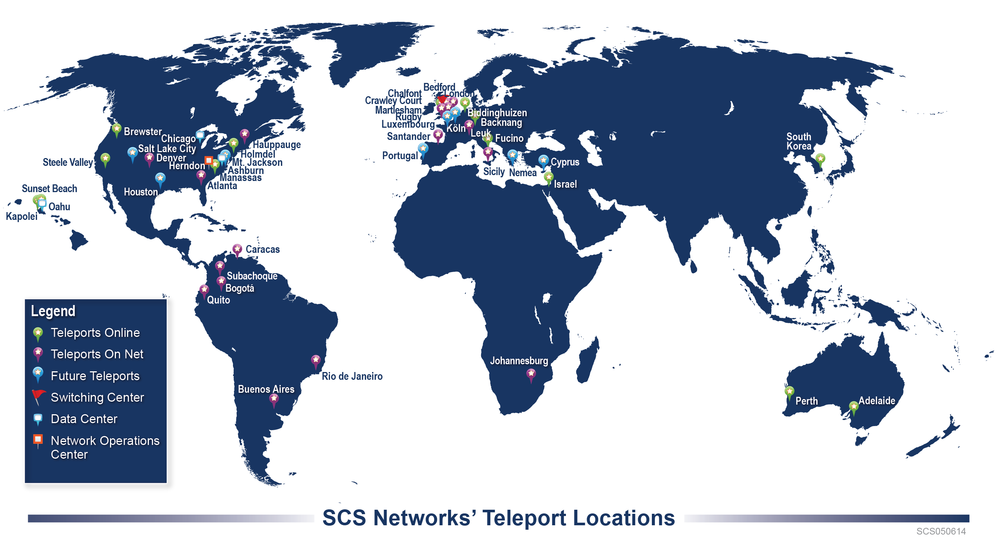 Bedford
Chalfont
London
Crawley Court
Martlesham
Rugby
Biddinghuizen
Luxembourg
Backnang
Köln
Leuk
Santander
Fucino
Portugal
Sicily
Nemea
Cyprus
Israel
South
Korea
Brewster
Chicago
Hauppauge
Salt Lake City
Holmdel
Denver
Steele Valley
Mt. Jackson
Herndon
Ashburn
Manassas
Atlanta
Houston
Sunset Beach
Oahu
Kapolei
Caracas
Subachoque
Bogotá
Quito
Rio de Janeiro
Buenos Aires
Johannesburg
Perth
Adelaide
Legend
Teleports Online
Teleports On Net
Future Teleports
Switching Center
Data Center
Network Operations
Center
SCS Networks’ Teleport Locations
SCS050614